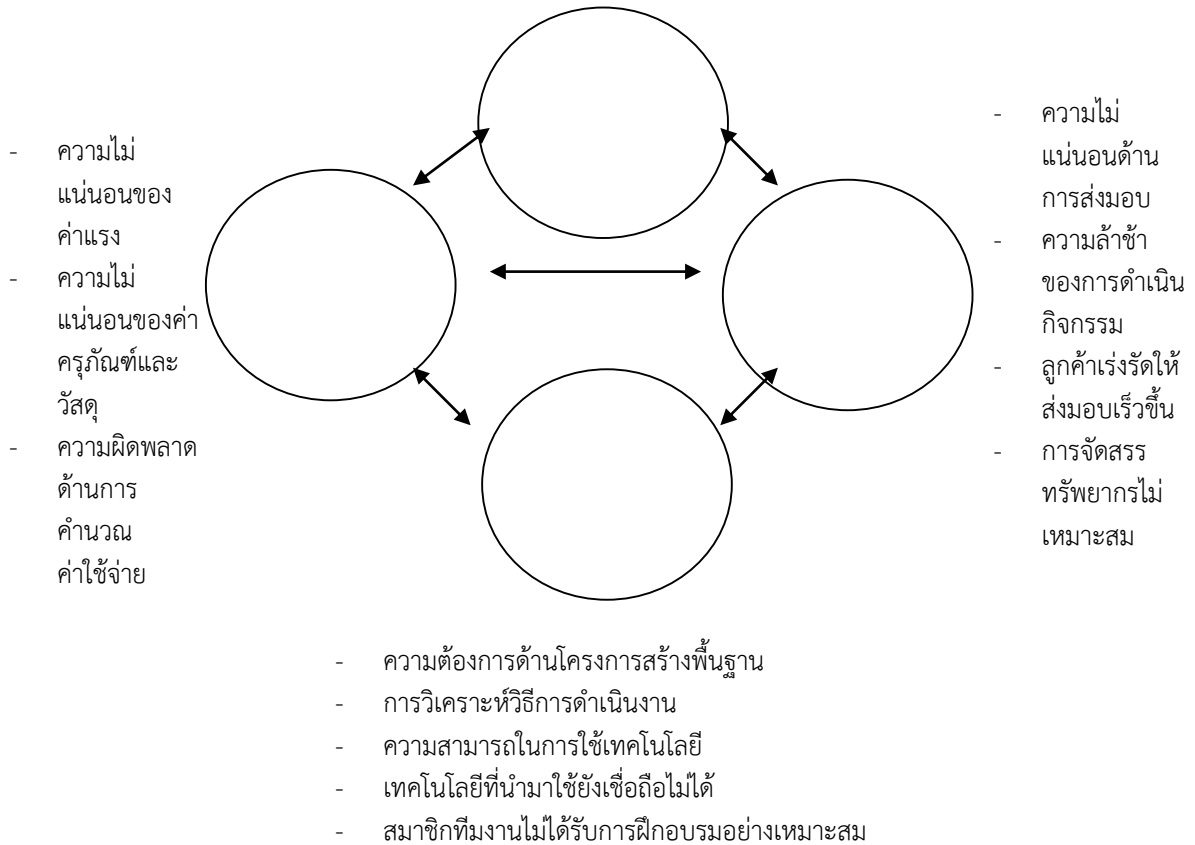 - ความไม่
แน่นอนของ
ค่าแรง
- ความไม่
แน่นอนของค่า
ครุภัณฑ์และ
วัสดุ
- ความผิดพลาด
ด้านการ
คำนวณ
ค่าใช้จ่าย
- ความไม่
แน่นอนด้าน
การส่งมอบ
- ความล้าช้า
ของการดำเนิน
กิจกรรม
- ลูกค้าเร่งรัดให้
ส่งมอบเร็วขึ้น
- การจัดสรร
ทรัพยากรไม่
เหมาะสม
- ความต้องการด้านโครงการสร้างพื้นฐาน
- การวิเคราะห์วิธีการดำเนินงาน
- ความสามารถในการใช้เทคโนโลยี
- เทคโนโลยีที่นำมาใช้ยังเชื่อถือไม่ได้
- สมาชิกทีมงานไม่ได้รับการฝึกอบรมอย่างเหมาะสม